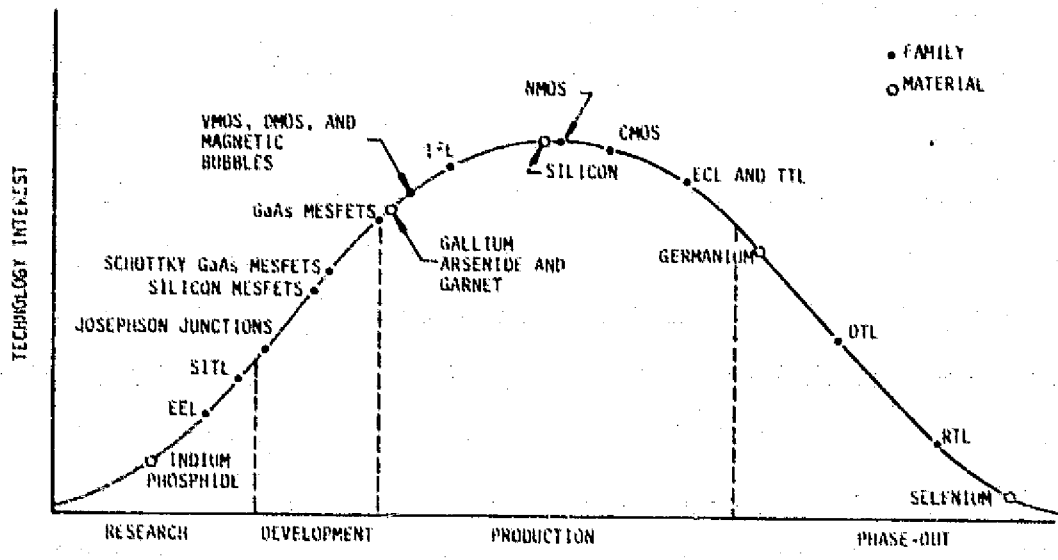 • FAMILY
○ MATERIAL
NMOS
VMOS, DMOS, AND
MAGNETIC
BUBBLES
I²L
CMOS
SILICON
ECL AND TTL
GaAs MESFETS
GALLIUM
ARSENIDE AND
GARNET
GERMANIUM
SCHOTTKY GaAs MESFETS
SILICON MESFETS
JOSEPHSON JUNCTIONS
DTL
SITL
EEL
RTL
INDIUM
PHOSPHIDE
SELENIUM
TECHNOLOGY INTEREST
RESEARCH DEVELOPMENT PRODUCTION PHASE-OUT